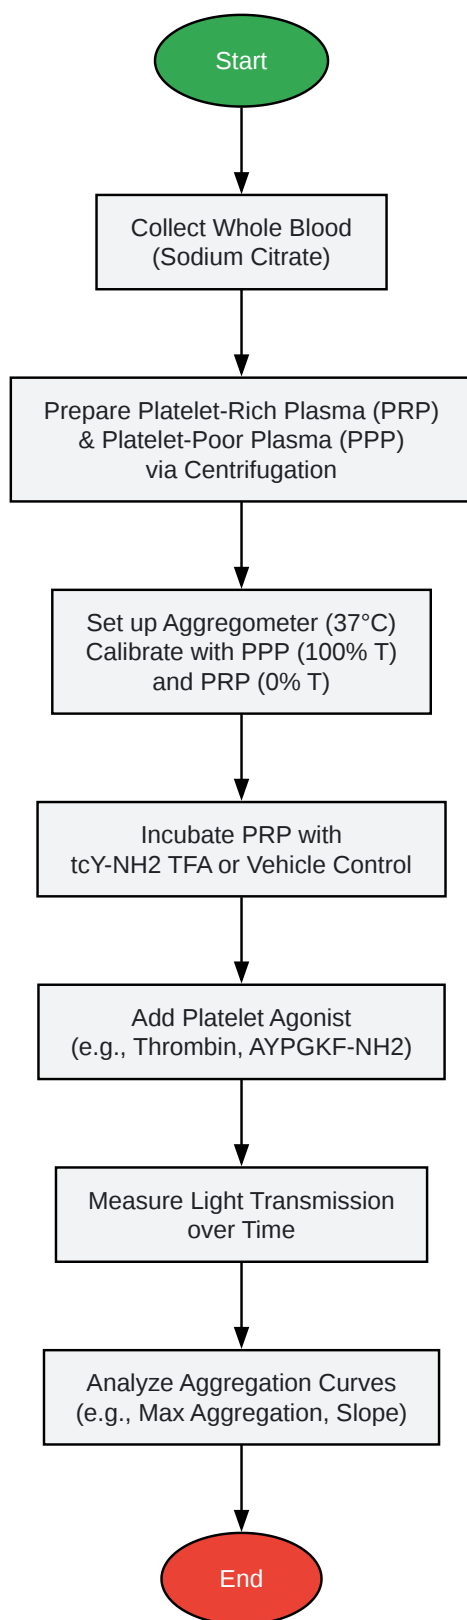 Start
Collect Whole Blood
(Sodium Citrate)
Prepare Platelet-Rich Plasma (PRP)
& Platelet-Poor Plasma (PPP)
via Centrifugation
Set up Aggregometer (37°C)
Calibrate with PPP (100% T)
and PRP (0% T)
Incubate PRP with
tcY-NH2 TFA or Vehicle Control
Add Platelet Agonist
(e.g., Thrombin, AYPGKF-NH2)
Measure Light Transmission
over Time
Analyze Aggregation Curves
(e.g., Max Aggregation, Slope)
End